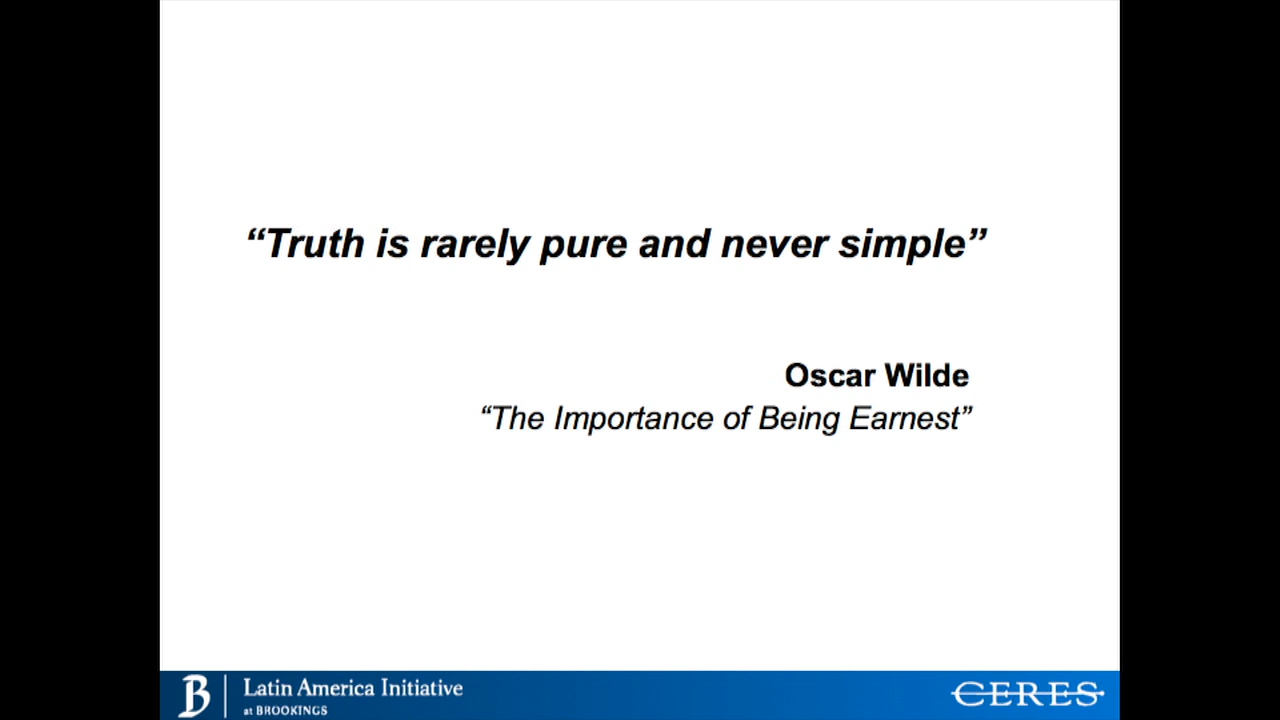 “Truth is rarely pure and never simple”
Oscar Wilde
“The Importance of Being Earnest”
B
Latin America Initiative
at BROOKINGS
CERES